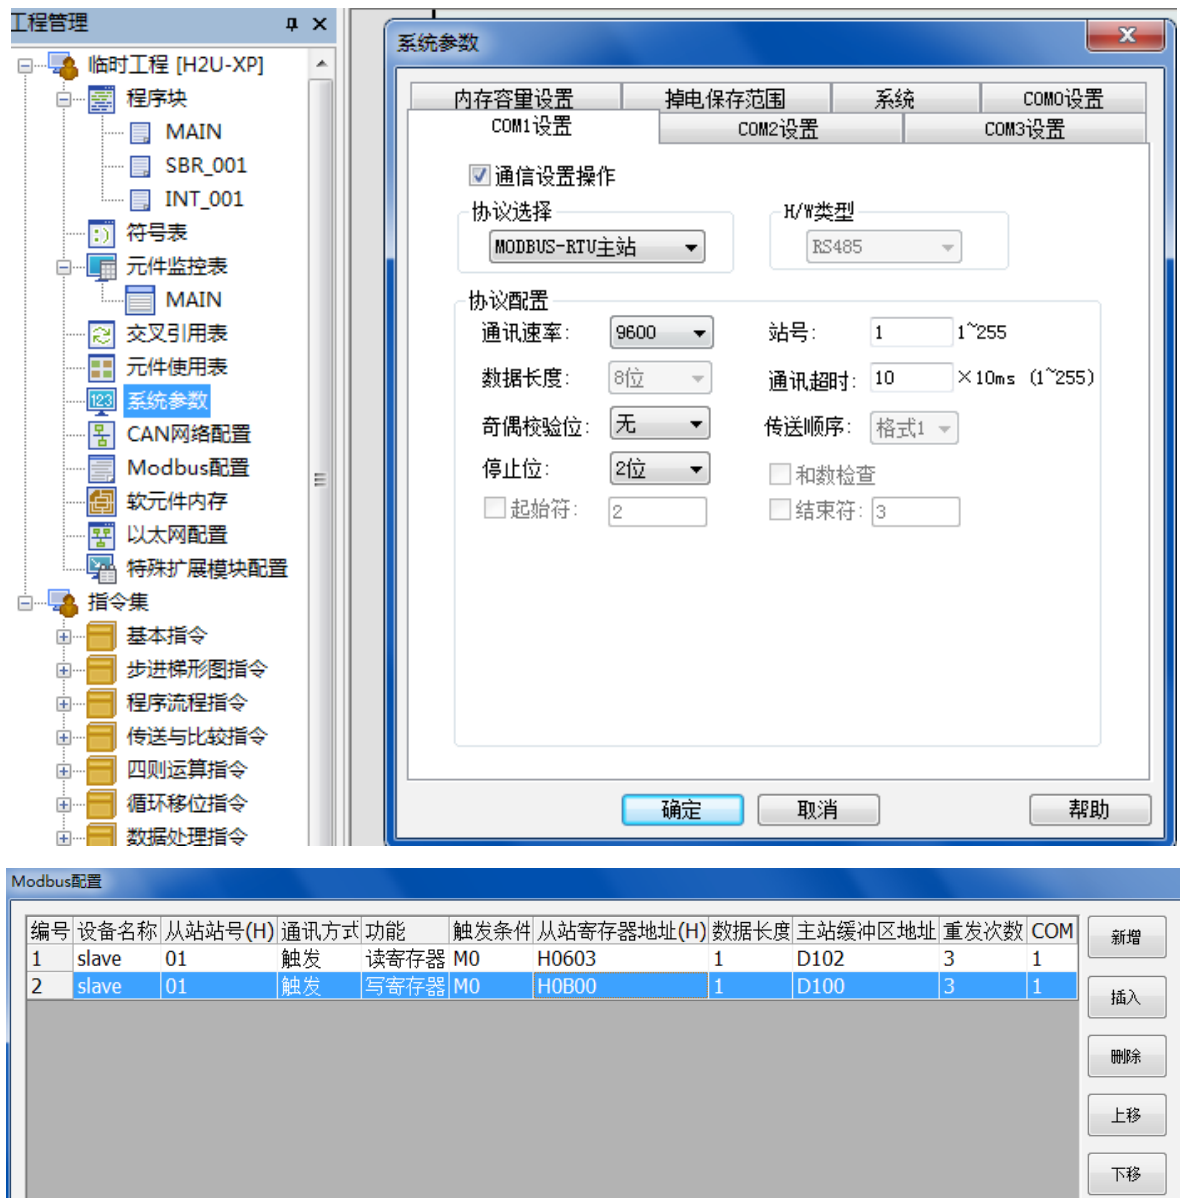 工程管理
临时工程 [H2U-XP]
程序块
MAIN
SBR_001
INT_001
符号表
元件监控表
MAIN
交叉引用表
元件使用表
123 系统参数
CAN网络配置
Modbus配置
软元件内存
以太网配置
特殊扩展模块配置
指令集
基本指令
步进梯形图指令
程序流程指令
传送与比较指令
四则运算指令
循环移位指令
数据处理指令
系统参数
内存容量设置 掉电保存范围 系统 COM0设置
COM1设置 COM2设置 COM3设置
通信设置操作
协议选择 H/W类型
MODBUS-RTU主站 RS485
协议配置
通讯速率: 9600 站号: 1 1~255
数据长度: 8位 通讯超时: 10 ×10ms (1~255)
奇偶校验位: 无 传送顺序: 格式1
停止位: 2位 和数检查
起始符: 2 结束符: 3
确定 取消 帮助
Modbus配置
编号 设备名称 从站站号(H) 通讯方式 功能 触发条件 从站寄存器地址(H) 数据长度 主站缓冲区地址 重发次数 COM
1 slave 01 触发 读寄存器 M0 H0603 1 D102 3 1
2 slave 01 触发 写寄存器 M0 H0B00 1 D100 3 1
新增
插入
删除
上移
下移